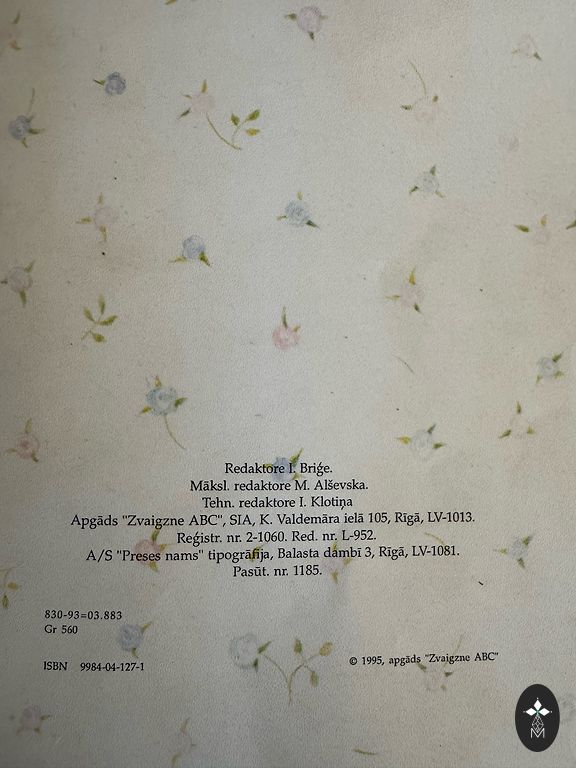 Redaktore I. Briģe.
Māksl. redaktore M. Alševska.
Tehn. redaktore I. Klotiņa
Apgāds "Zvaigzne ABC", SIA, K. Valdemāra ielā 105, Rīgā, LV-1013.
Reģistr. nr. 2-1060. Red. nr. L-952.
A/S "Preses nams" tipogrāfija, Balasta dambī 3, Rīgā, LV-1081.
Pasūt. nr. 1185.
830-93=03.883
Gr 560
ISBN 9984-04-127-1
© 1995, apgāds "Zvaigzne ABC"
M